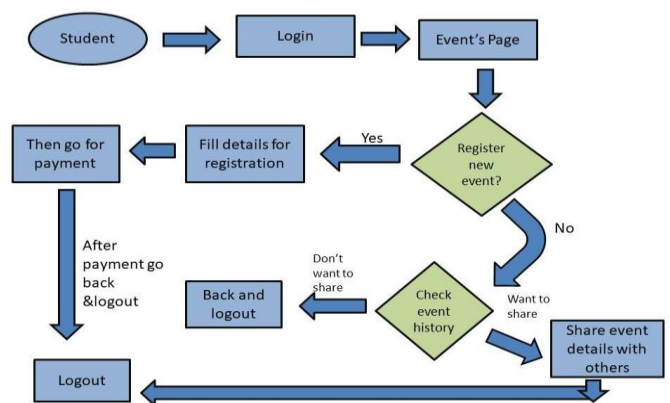 Student
Login
Event's Page
Then go for
payment
Fill details for
registration
Yes
Register
new
event?
No
After
payment go
back
&logout
Don't
want to
share
Back and
logout
Check
event
history
Want to
share
Share event
details with
others
Logout